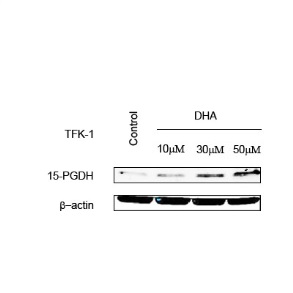 DHA
Control
TFK-1
10μM 30μM 50μM
15-PGDH
β–actin